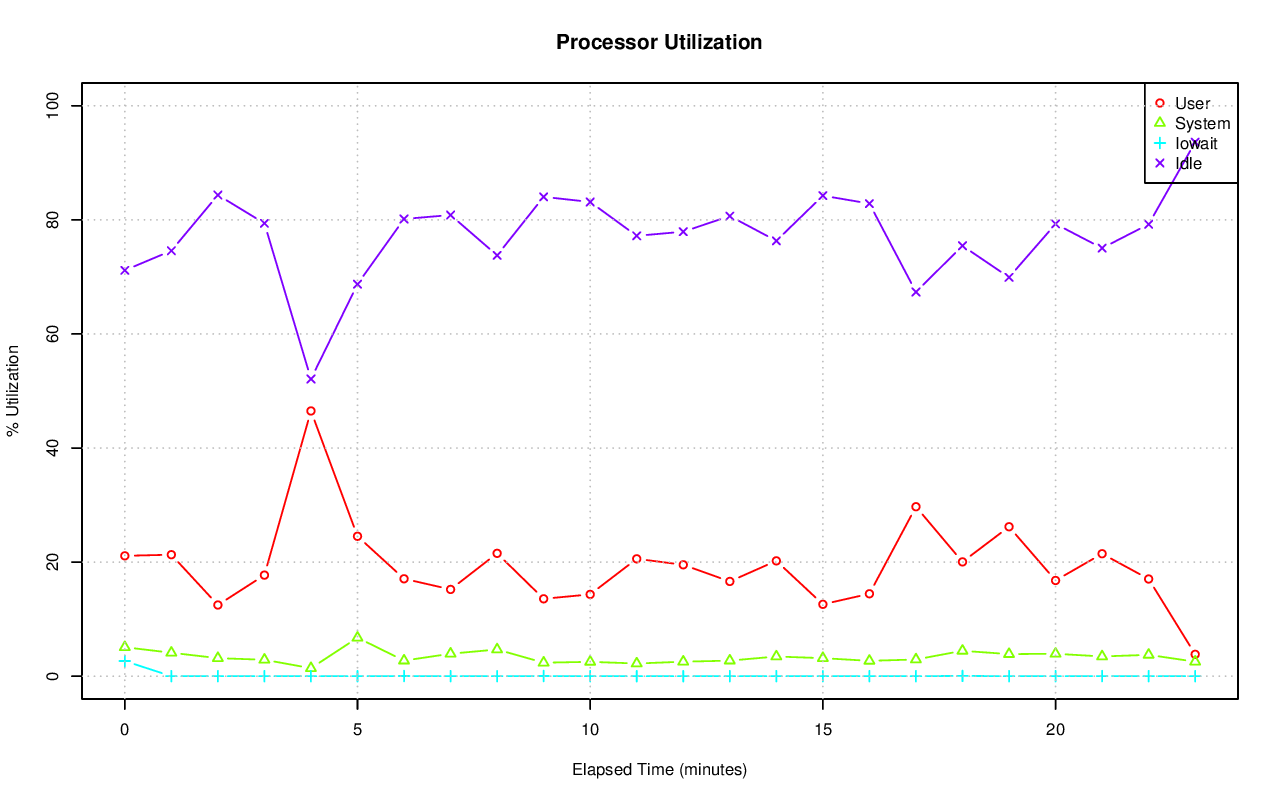 Processor Utilization
100
80
60
40
20
0
% Utilization
User
System
Iowait
Idle
0 5 10 15 20
Elapsed Time (minutes)